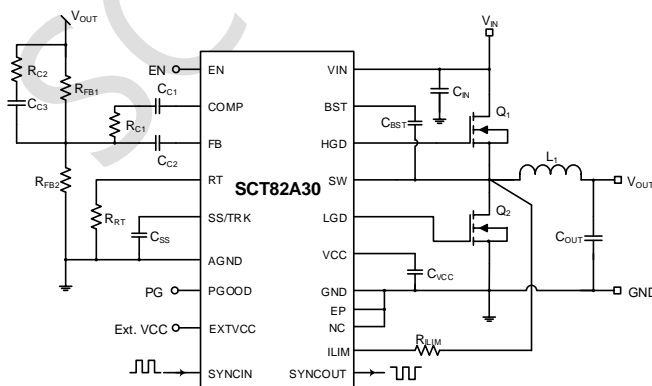 VOUT
VIN
RC2
RFB1
CC3
EN
EN
VIN
CC1
CIN
COMP
BST
RC1
CBST
Q1
FB
HGD
CC2
L1
RFB2
RT
SW
VOUT
SCT82A30
RRT
SS/TRK
LGD
Q2
CSS
COUT
VCC
AGND
CVCC
PG
PGOOD
GND
GND
EP
Ext. VCC
EXTVCC
NC
RILIM
ILIM
SYNCIN
SYNCOUT